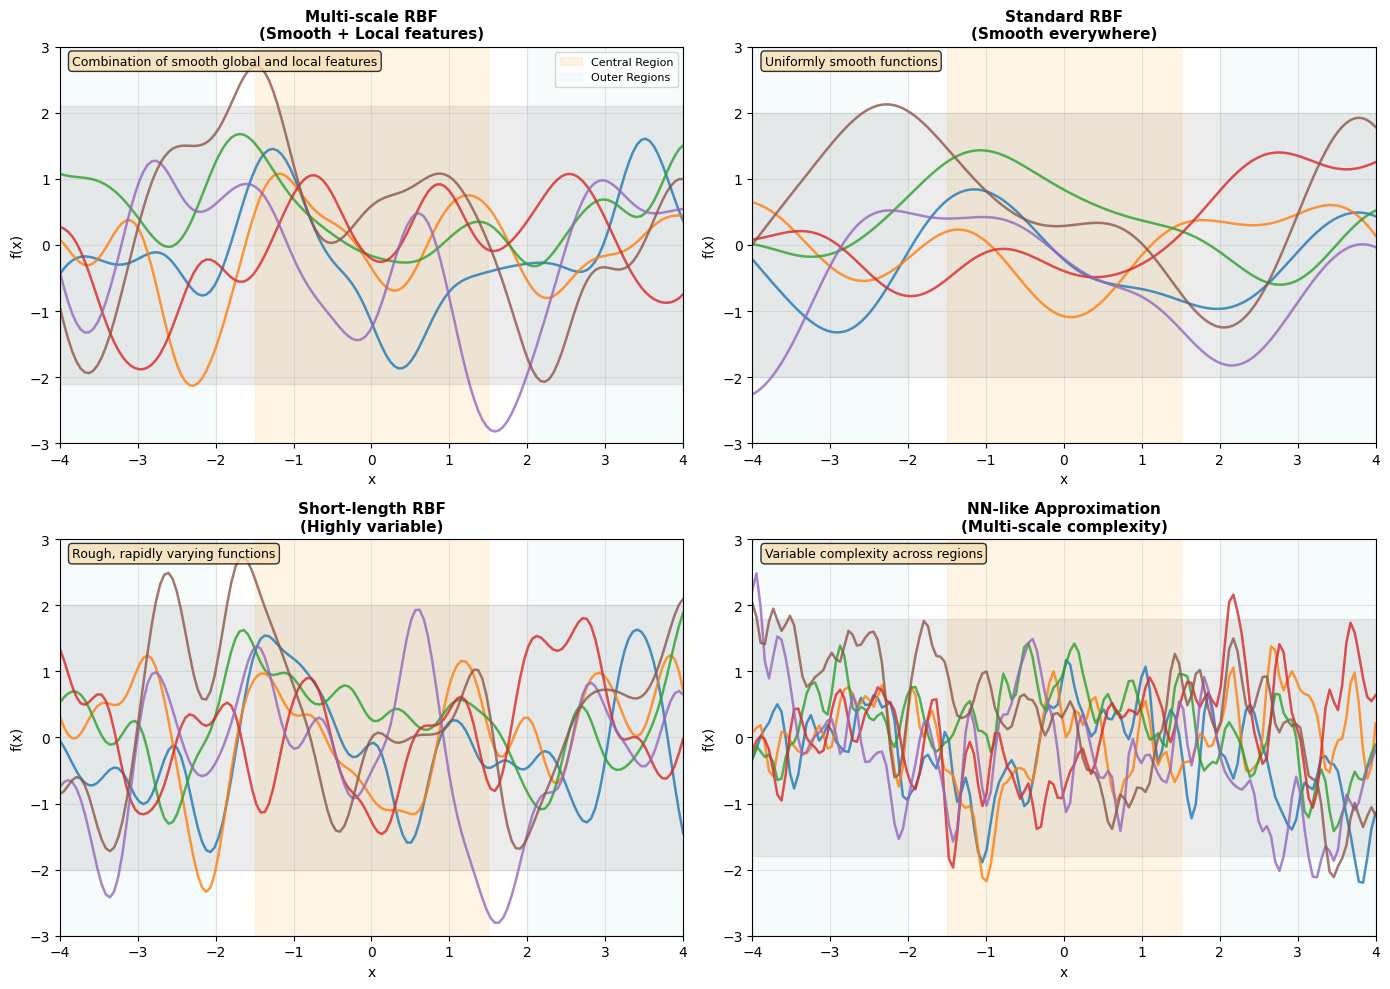 Multi-scale RBF
(Smooth + Local features)
Combination of smooth global and local features
Central Region
Outer Regions
3
2
1
0
−1
−2
−3
f(x)
−4 −3 −2 −1 0 1 2 3 4
x
Standard RBF
(Smooth everywhere)
Uniformly smooth functions
3
2
1
0
−1
−2
−3
f(x)
−4 −3 −2 −1 0 1 2 3 4
x
Short-length RBF
(Highly variable)
Rough, rapidly varying functions
3
2
1
0
−1
−2
−3
f(x)
−4 −3 −2 −1 0 1 2 3 4
x
NN-like Approximation
(Multi-scale complexity)
Variable complexity across regions
3
2
1
0
−1
−2
−3
f(x)
−4 −3 −2 −1 0 1 2 3 4
x